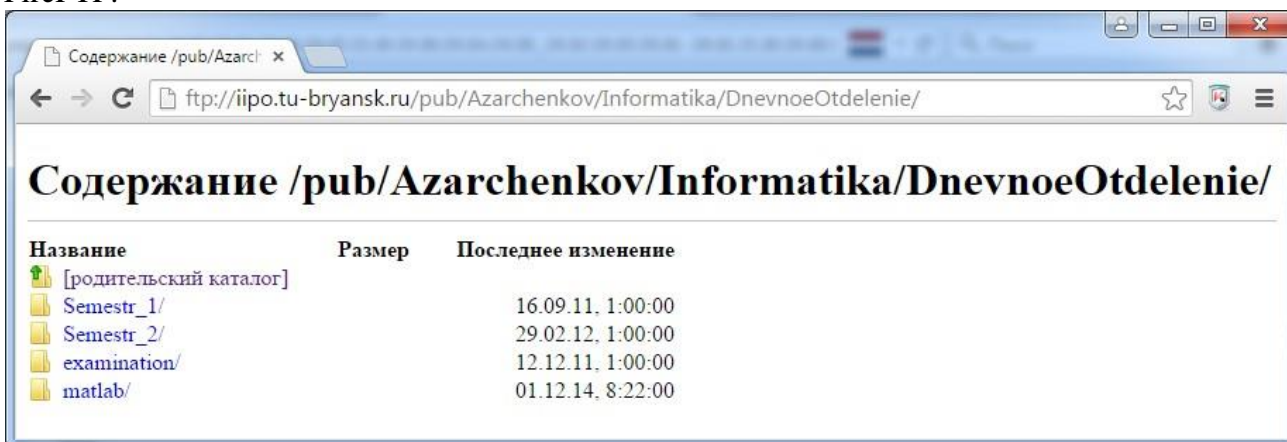 Содержание /pub/Azarch
ftp://iipo.tu-bryansk.ru/pub/Azarchenkov/Informatika/DnevnoeOtdelenie/
Содержание /pub/Azarchenkov/Informatika/DnevnoeOtdelenie/
Название Размер Последнее изменение
[родительский каталог]
Semestr_1/ 16.09.11, 1:00:00
Semestr_2/ 29.02.12, 1:00:00
examination/ 12.12.11, 1:00:00
matlab/ 01.12.14, 8:22:00